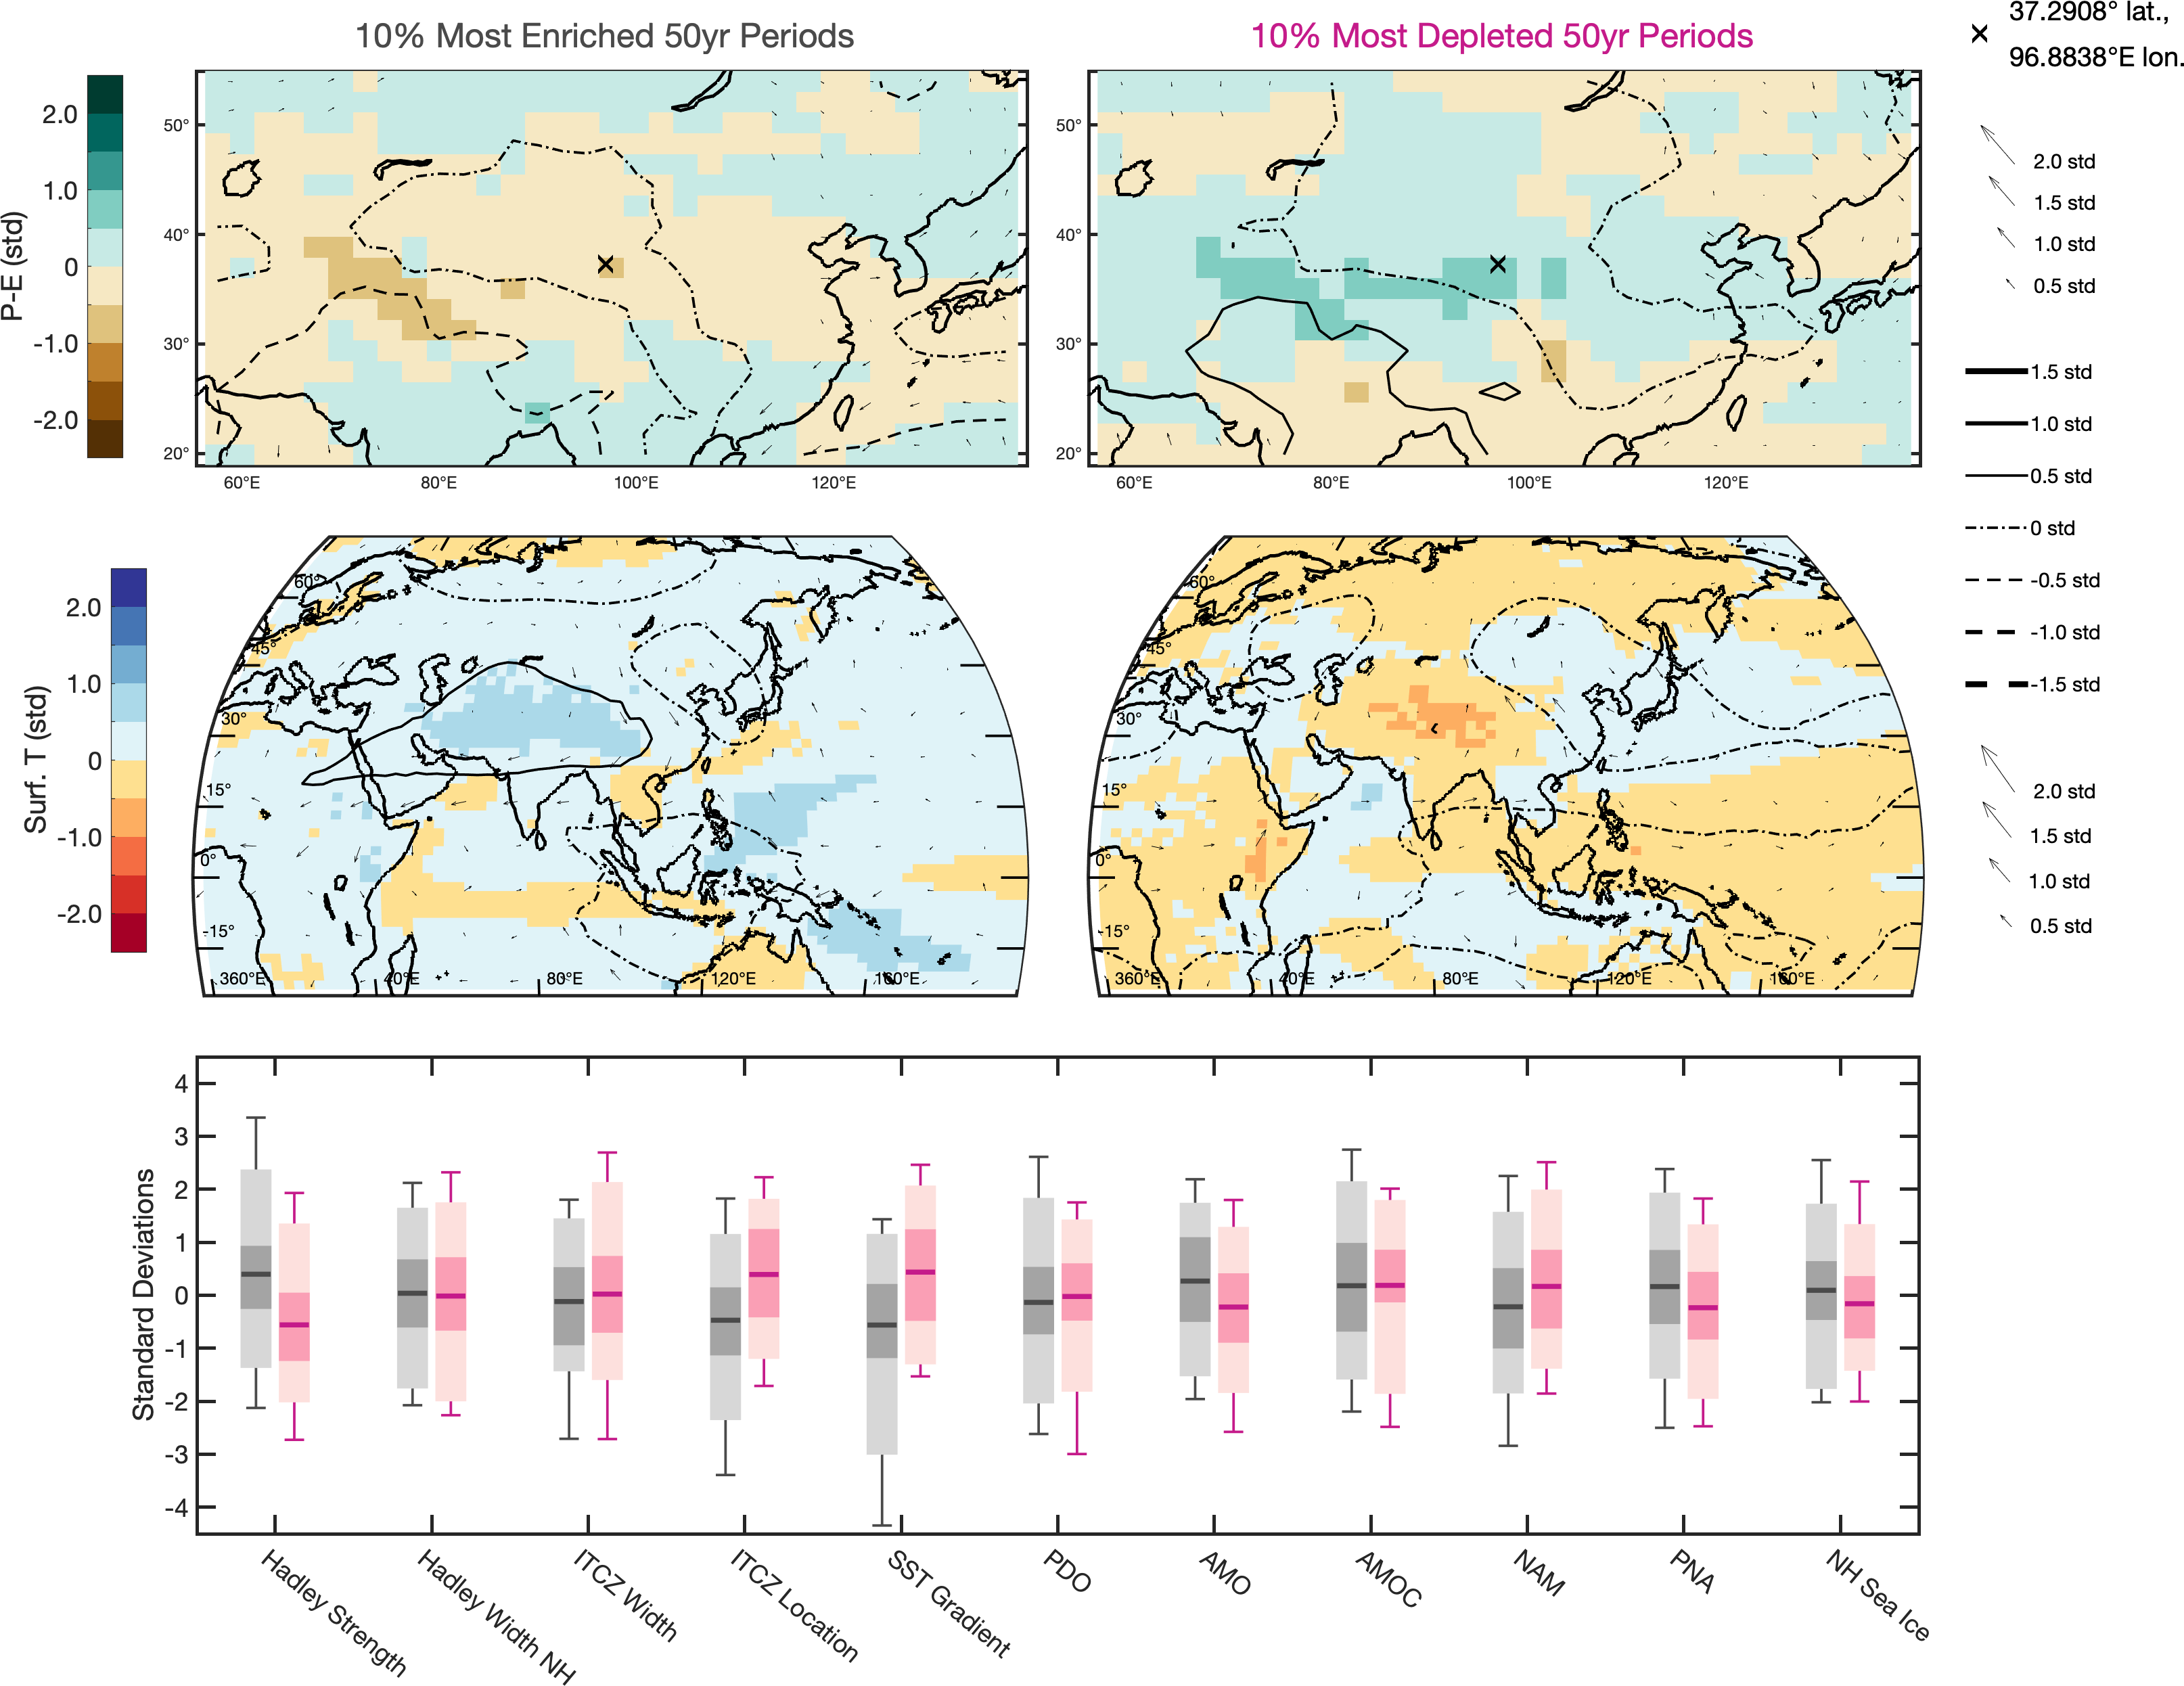 10% Most Enriched 50yr Periods
10% Most Depleted 50yr Periods
37.2908° lat.,
96.8838°E lon.
P-E (std)
2.0
1.0
0
-1.0
-2.0
50°
40°
30°
20°
60°E 80°E 100°E 120°E
50°
40°
30°
20°
60°E 80°E 100°E 120°E
2.0 std
1.5 std
1.0 std
0.5 std
1.5 std
1.0 std
0.5 std
0 std
-0.5 std
-1.0 std
-1.5 std
Surf. T (std)
2.0
1.0
0
-1.0
-2.0
60°
45°
30°
15°
0°
-15°
360°E 40°E 80°E 120°E 160°E
60°
45°
30°
15°
0°
-15°
360°E 40°E 80°E 120°E 160°E
2.0 std
1.5 std
1.0 std
0.5 std
Standard Deviations
4
3
2
1
0
-1
-2
-3
-4
Hadley Strength
Hadley Width NH
ITCZ Width
ITCZ Location
SST Gradient
PDO
AMO
AMOC
NAM
PNA
NH Sea Ice